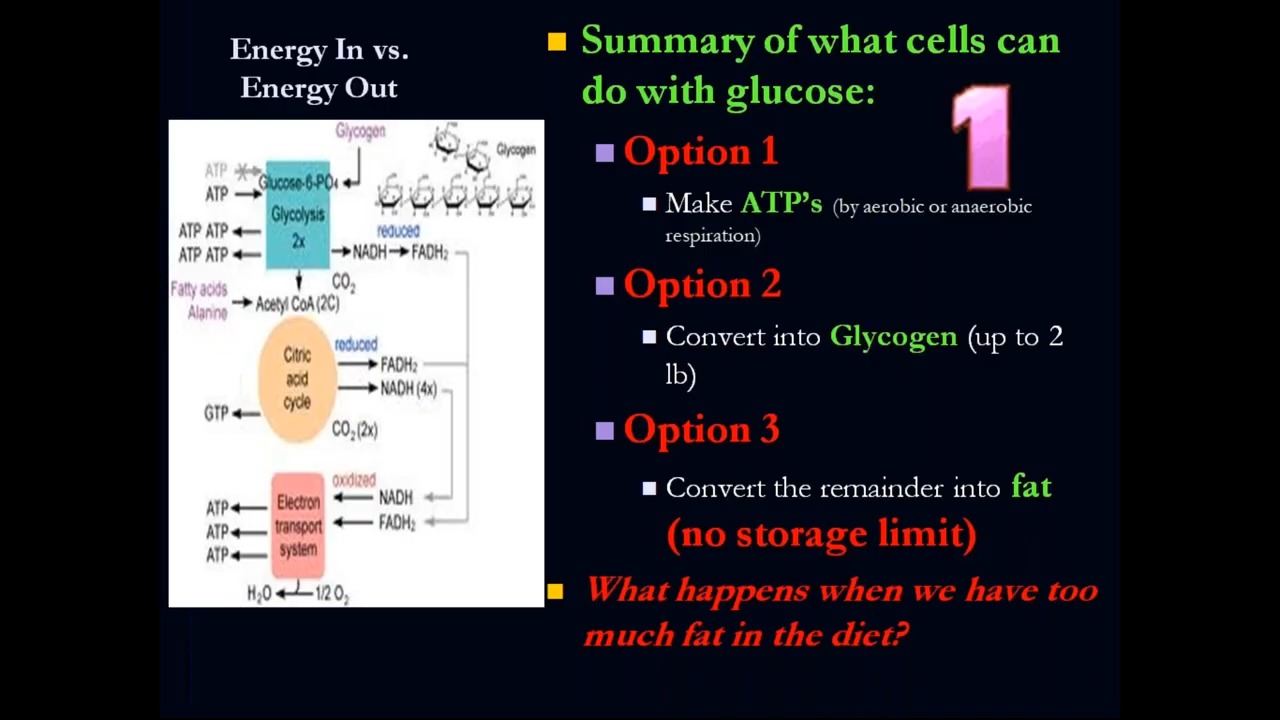 Energy In vs.
Energy Out
Glycogen
Glycogen
ATP
ATP
Glucose-6-PO₄
Glycolysis
2x
ATP ATP
ATP ATP
reduced
NADH
FADH₂
CO₂
Fatty acids
Alanine
Acetyl CoA (2C)
Citric
acid
cycle
reduced
FADH₂
NADH (4x)
GTP
CO₂ (2x)
Electron
transport
system
oxidized
NADH
FADH₂
ATP
ATP
ATP
H₂O
1/2 O₂
Summary of what cells can
do with glucose:
1
Option 1
Make ATP's (by aerobic or anaerobic
respiration)
Option 2
Convert into Glycogen (up to 2
lb)
Option 3
Convert the remainder into fat
(no storage limit)
What happens when we have too
much fat in the diet?